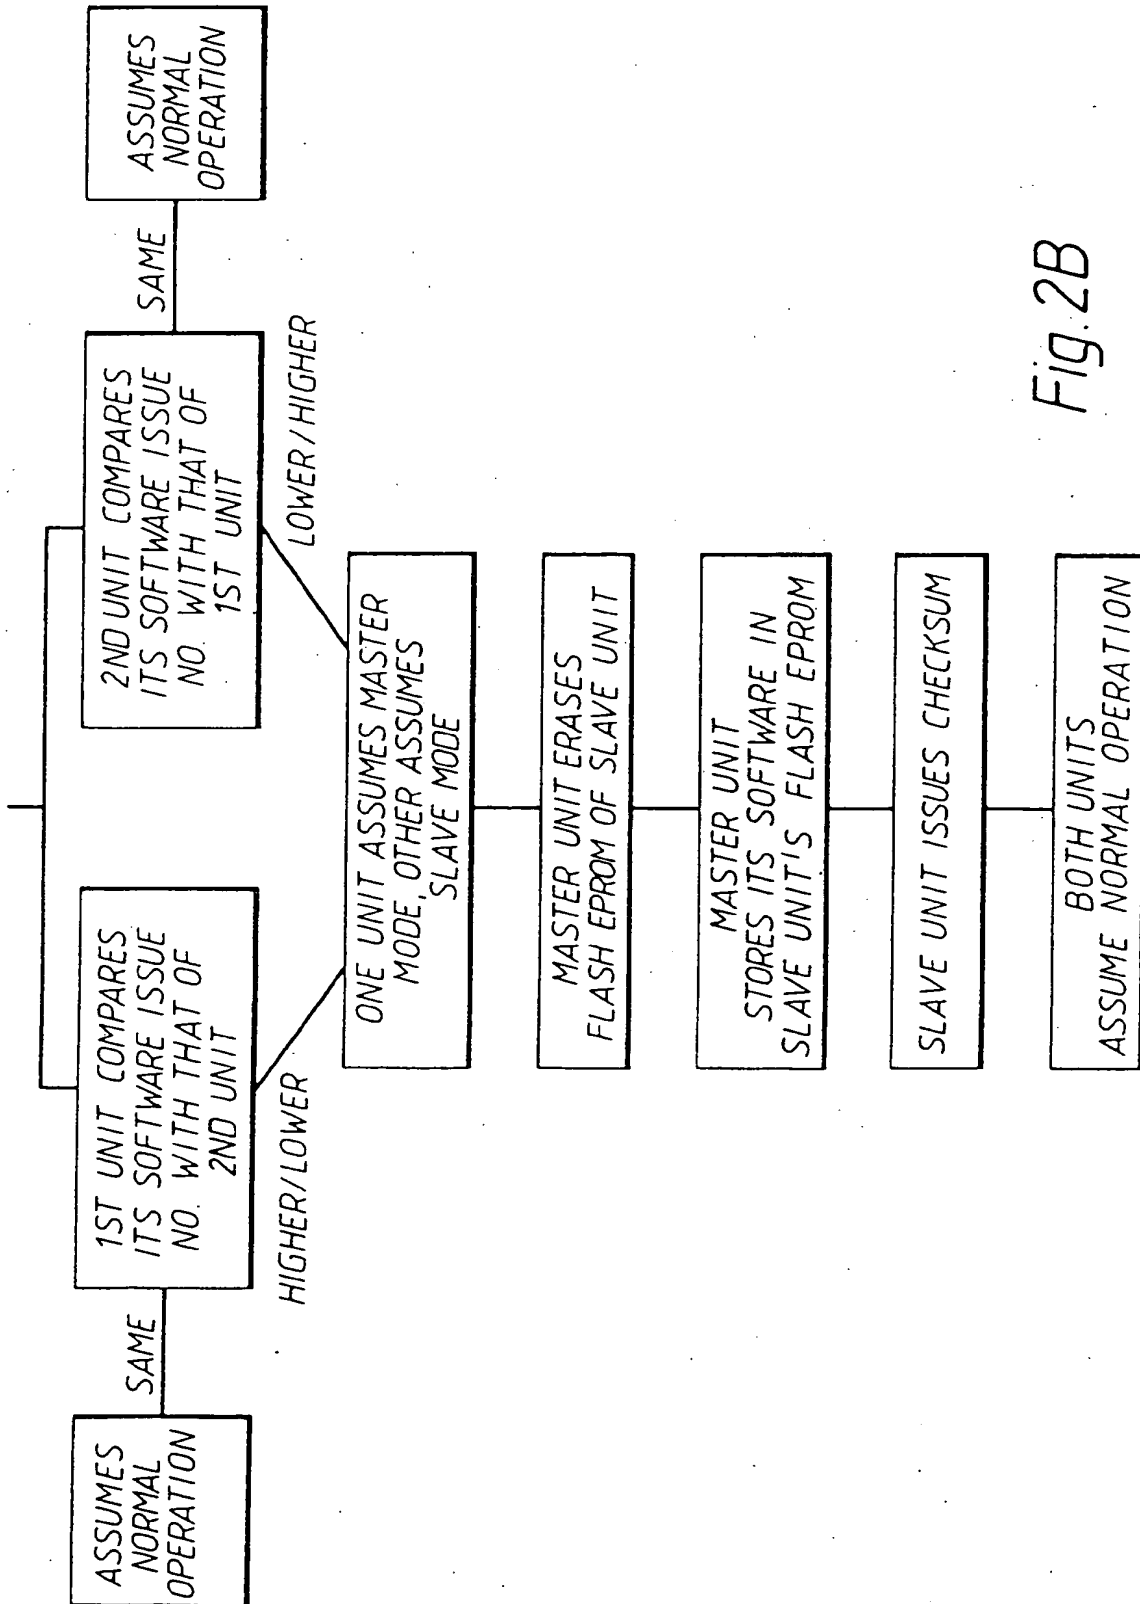 1ST UNIT COMPARES
ITS SOFTWARE ISSUE
NO. WITH THAT OF
2ND UNIT
2ND UNIT COMPARES
ITS SOFTWARE ISSUE
NO. WITH THAT OF
1ST UNIT
ASSUMES
NORMAL
OPERATION
SAME
SAME
ASSUMES
NORMAL
OPERATION
HIGHER/LOWER
LOWER/HIGHER
ONE UNIT ASSUMES MASTER
MODE, OTHER ASSUMES
SLAVE MODE
MASTER UNIT ERASES
FLASH EPROM OF SLAVE UNIT
MASTER UNIT
STORES ITS SOFTWARE IN
SLAVE UNIT'S FLASH EPROM
SLAVE UNIT ISSUES CHECKSUM
BOTH UNITS
ASSUME NORMAL OPERATION
Fig.2B